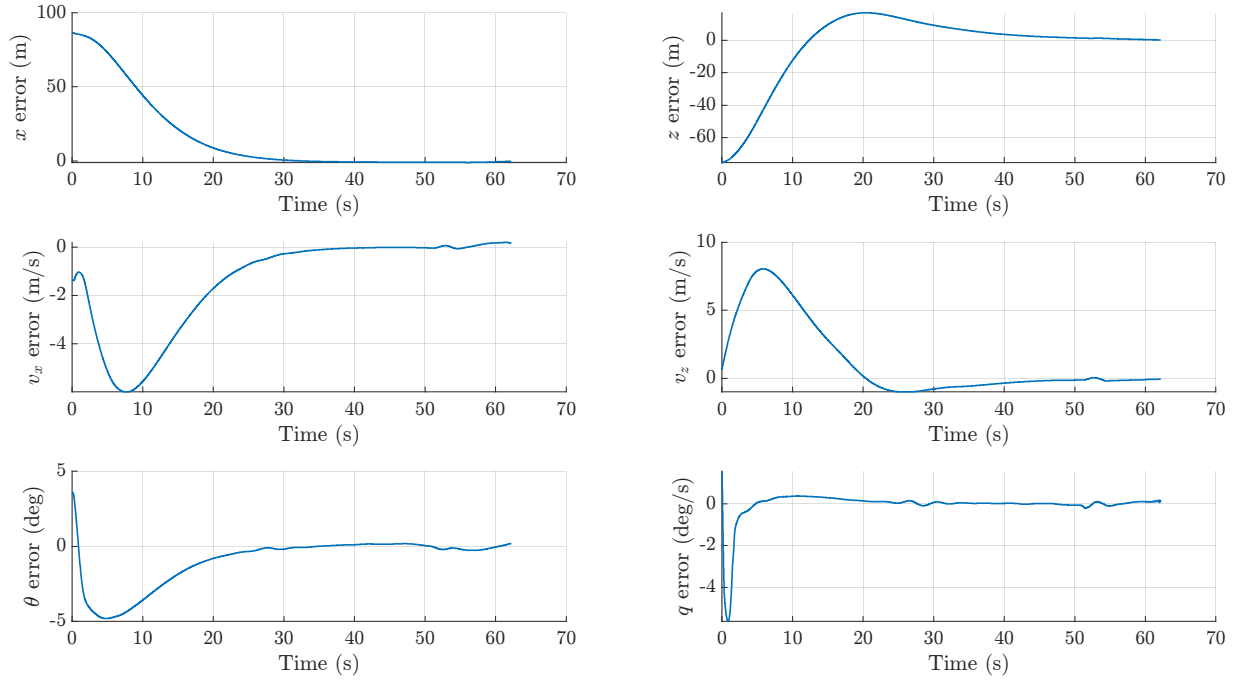 100
50
0
x error (m)
0 10 20 30 40 50 60 70
Time (s)
0
-20
-40
-60
z error (m)
0 10 20 30 40 50 60 70
Time (s)
0
-2
-4
v_x error (m/s)
0 10 20 30 40 50 60 70
Time (s)
10
5
0
v_z error (m/s)
0 10 20 30 40 50 60 70
Time (s)
5
0
-5
θ error (deg)
0 10 20 30 40 50 60 70
Time (s)
0
-2
-4
q error (deg/s)
0 10 20 30 40 50 60 70
Time (s)